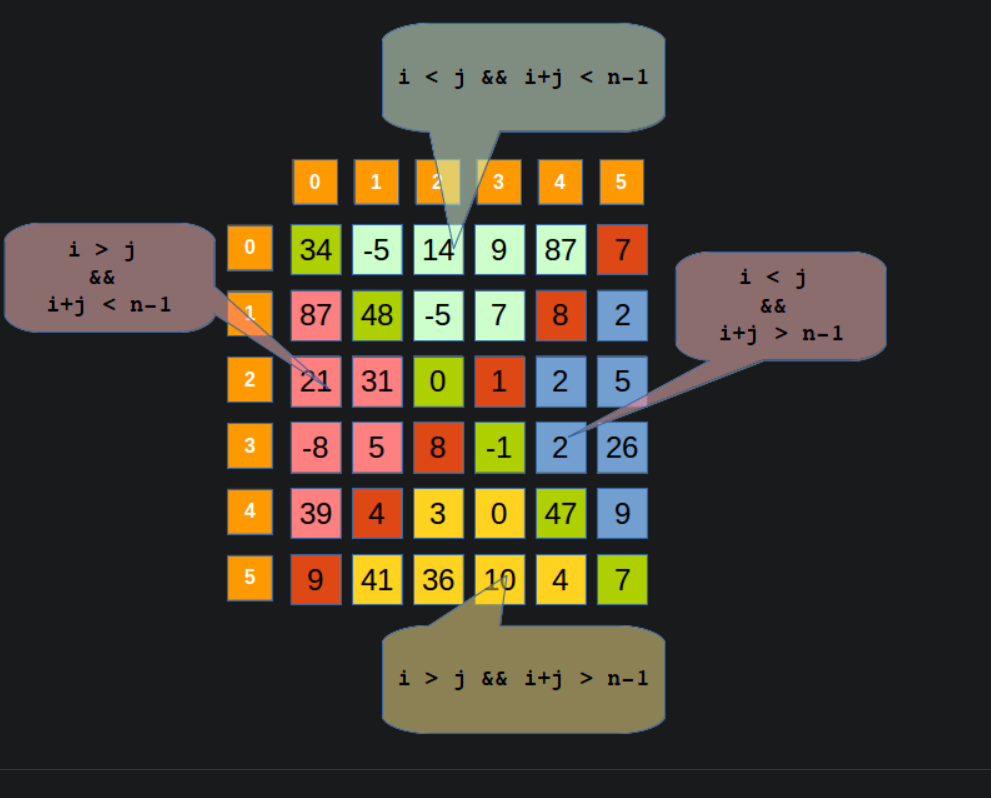 i < j && i+j < n-1
0 1 2 3 4 5
0 34 -5 14 9 87 7
1 87 48 -5 7 8 2
2 21 31 0 1 2 5
3 -8 5 8 -1 2 26
4 39 4 3 0 47 9
5 9 41 36 10 4 7
i > j
&&
i+j < n-1
i < j
&&
i+j > n-1
i > j && i+j > n-1